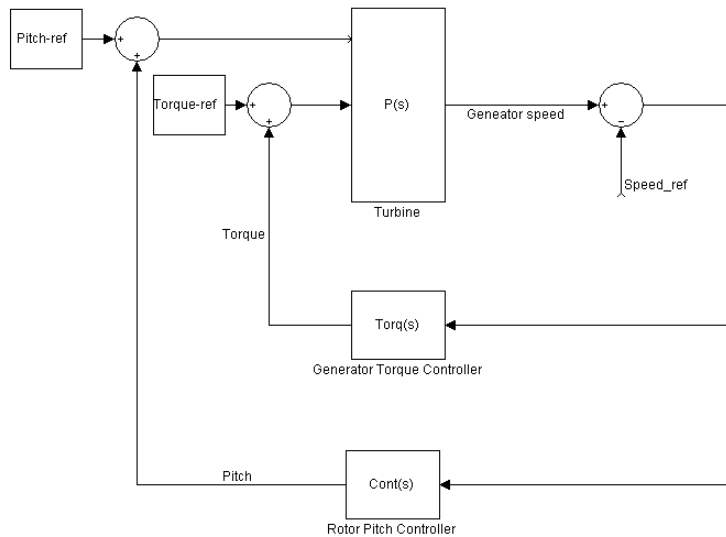 Pitch-ref
+
+
Torque-ref
+
+
P(s)
Turbine
Geneator speed
+
−
Speed_ref
Torque
Torq(s)
Generator Torque Controller
Pitch
Cont(s)
Rotor Pitch Controller